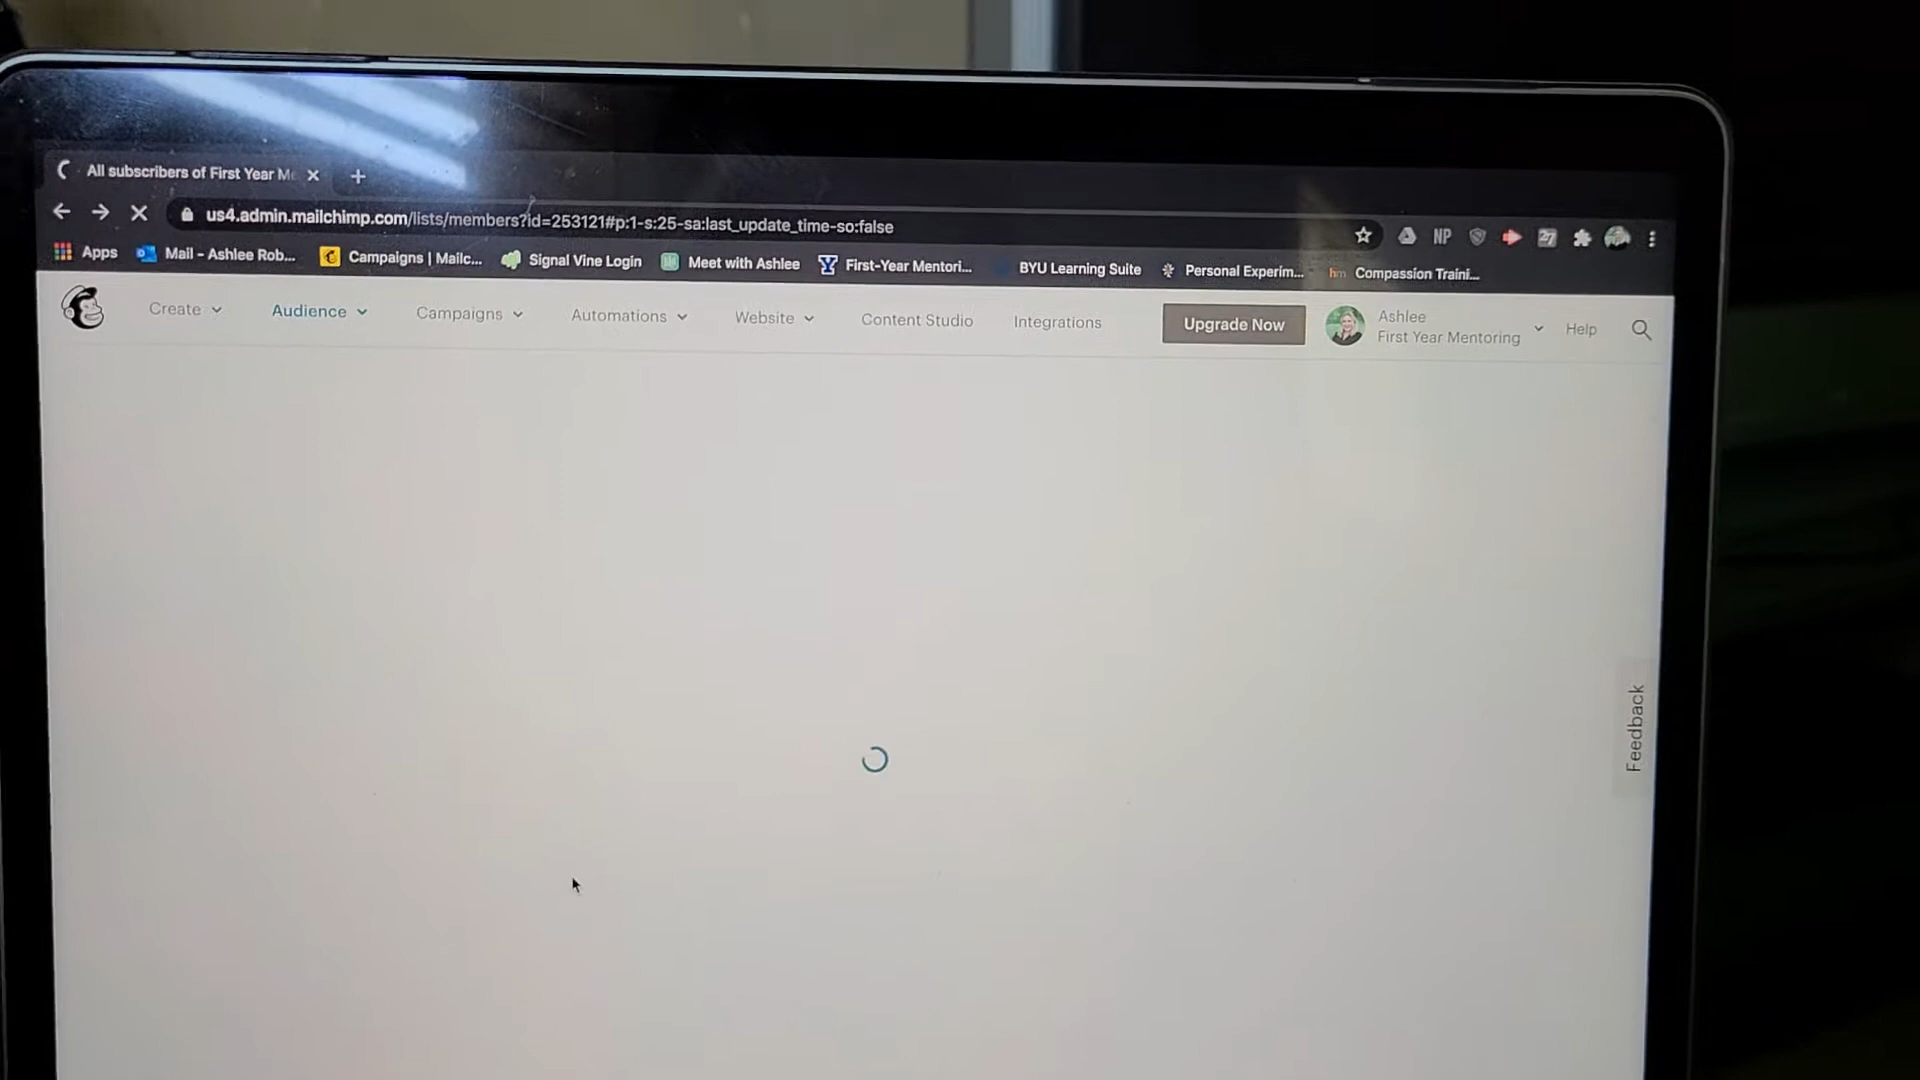 All subscribers of First Year M
us4.admin.mailchimp.com/lists/members?id=253121#p:1-s:25-sa:last_update_time-so:false
NP
27
Apps Mail - Ashlee Rob... Campaigns | Mailc... Signal Vine Login Meet with Ashlee First-Year Mentori... BYU Learning Suite Personal Experim... hm Compassion Traini...
Create Audience Campaigns Automations Website Content Studio Integrations Upgrade Now
Ashlee
First Year Mentoring
Help
Feedback